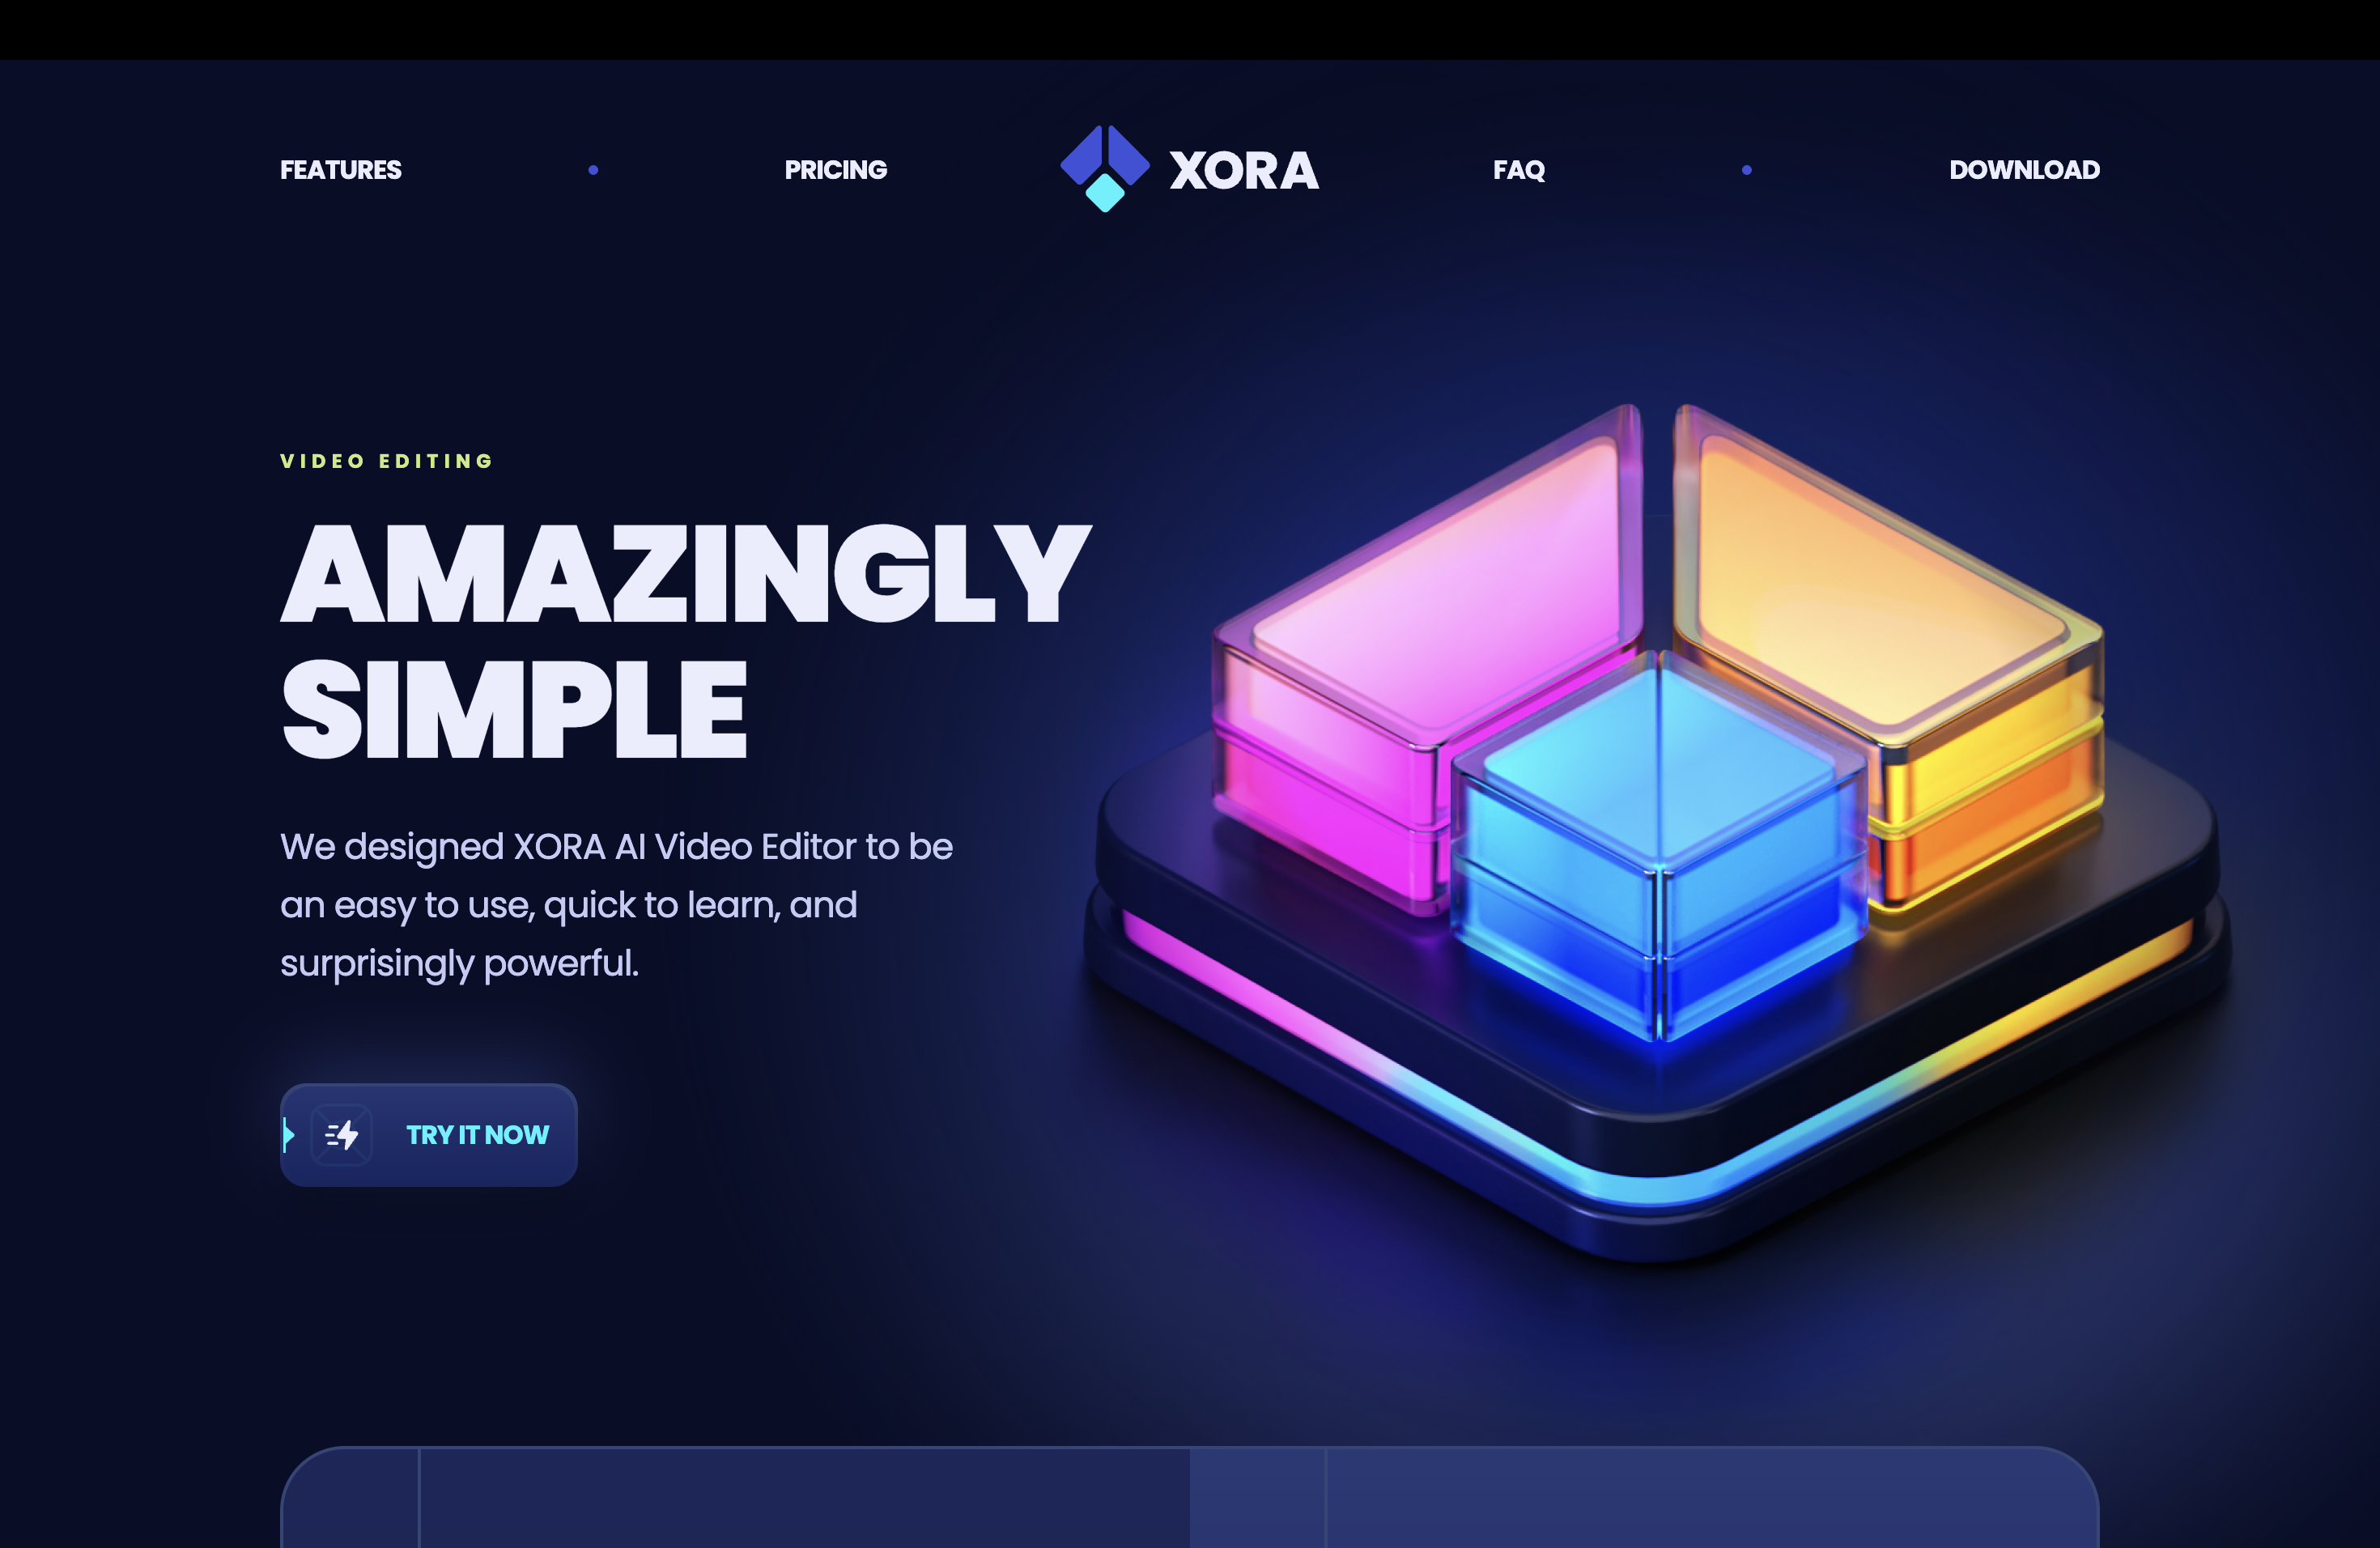 FEATURES
PRICING
XORA
FAQ
DOWNLOAD
VIDEO EDITING
AMAZINGLY
SIMPLE
We designed XORA AI Video Editor to be
an easy to use, quick to learn, and
surprisingly powerful.
TRY IT NOW